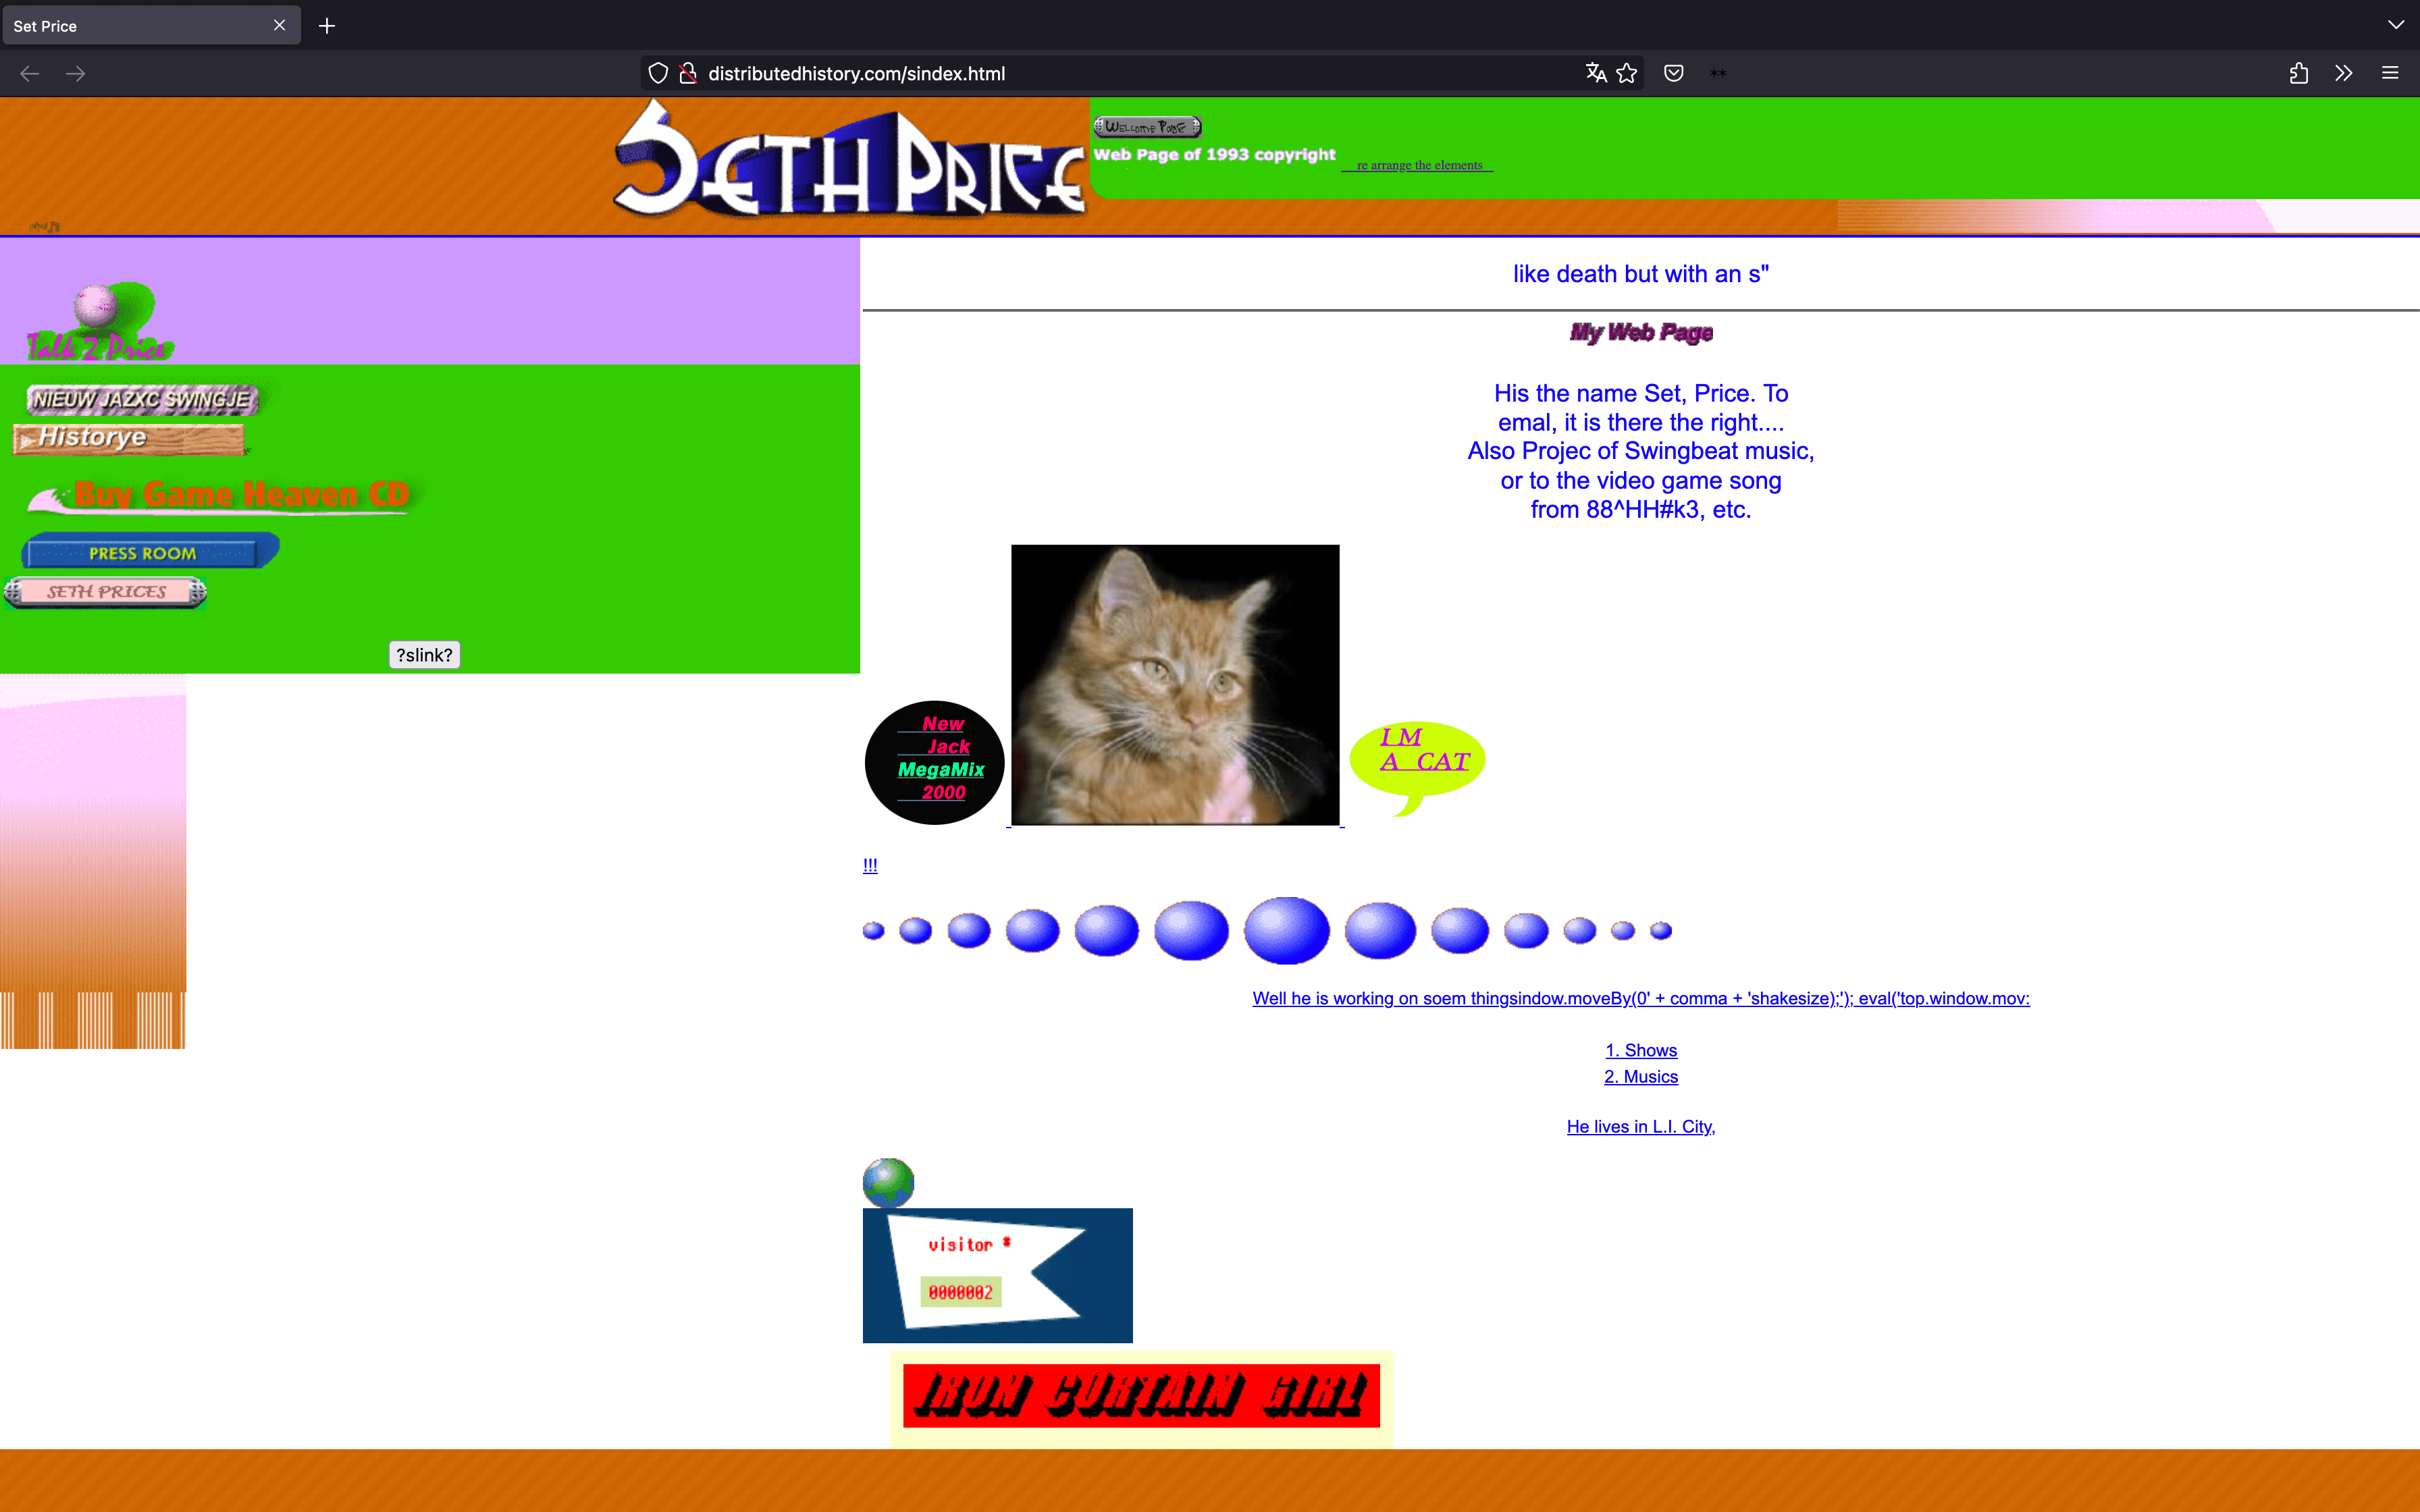 Set Price
distributedhistory.com/sindex.html
SETH PRICE
WELCOME PAGE
Web Page of 1993 copyright
re arrange the elements
like death but with an s"
Talk 2 Price
My Web Page
NIEUW JAZXC SWINGJE
Historye
Buy Game Heaven CD
PRESS ROOM
SETH PRICES
?slink?
His the name Set, Price. To
emal, it is there the right....
Also Projec of Swingbeat music,
or to the video game song
from 88^HH#k3, etc.
New
Jack
MegaMix
2000
I M
A CAT
!!!
Well he is working on soem thingsindow.moveBy(0' + comma + 'shakesize);'); eval('top.window.mov:
1. Shows
2. Musics
He lives in L.I. City,
visitor #
0000002
IRON CURTAIN GIRL